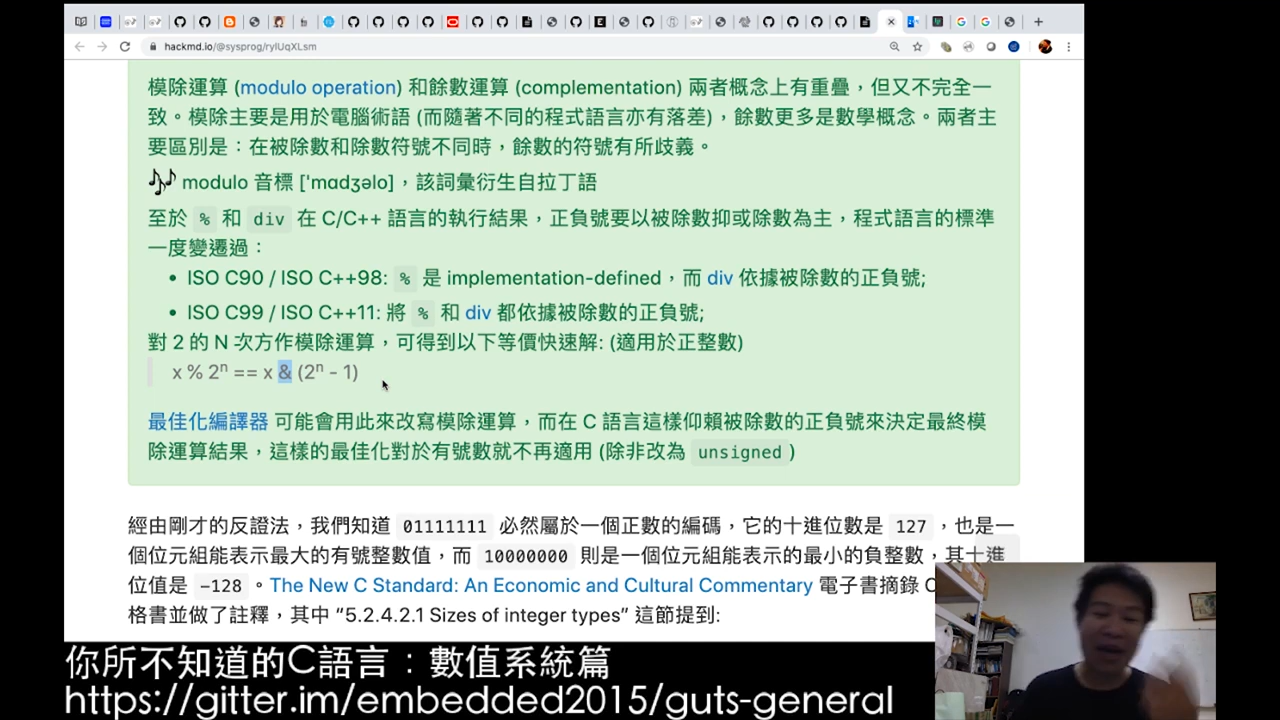 hackmd.io/@sysprog/rylUqXLsm
模除運算 (modulo operation) 和餘數運算 (complementation) 兩者概念上有重疊，但又不完全一
致。模除主要是用於電腦術語 (而隨著不同的程式語言亦有落差)，餘數更多是數學概念。兩者主
要區別是：在被除數和除數符號不同時，餘數的符號有所歧義。
modulo 音標 [ˈmɑdʒəlo]，該詞彙衍生自拉丁語
至於 % 和 div 在 C/C++ 語言的執行結果，正負號要以被除數抑或除數為主，程式語言的標準
一度變遷過：
• ISO C90 / ISO C++98: % 是 implementation-defined，而 div 依據被除數的正負號;
• ISO C99 / ISO C++11: 將 % 和 div 都依據被除數的正負號;
對 2 的 N 次方作模除運算，可得到以下等價快速解: (適用於正整數)
x % 2ⁿ == x & (2ⁿ - 1)
最佳化編譯器 可能會用此來改寫模除運算，而在 C 語言這樣仰賴被除數的正負號來決定最終模
除運算結果，這樣的最佳化對於有號數就不再適用 (除非改為 unsigned )
經由剛才的反證法，我們知道 01111111 必然屬於一個正數的編碼，它的十進位數是 127 ，也是一
個位元組能表示最大的有號整數值，而 10000000 則是一個位元組能表示的最小的負整數，其十進
位值是 −128 。The New C Standard: An Economic and Cultural Commentary 電子書摘錄 C
格書並做了註釋，其中 “5.2.4.2.1 Sizes of integer types” 這節提到:
你所不知道的C語言：數值系統篇
https://gitter.im/embedded2015/guts-general